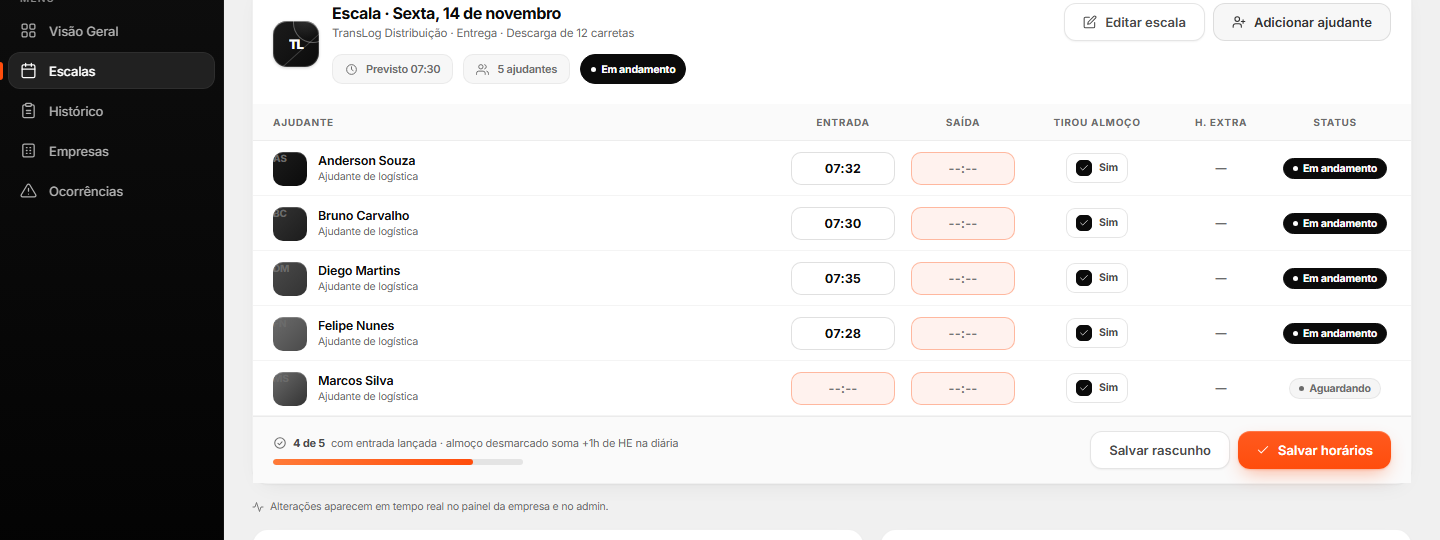 MENU
Visão Geral
Escalas
Histórico
Empresas
Ocorrências
TL
Escala · Sexta, 14 de novembro
TransLog Distribuição · Entrega · Descarga de 12 carretas
Previsto 07:30
5 ajudantes
Em andamento
Editar escala
Adicionar ajudante
AJUDANTE ENTRADA SAÍDA TIROU ALMOÇO H. EXTRA STATUS
AS Anderson Souza 07:32 --:-- Sim — Em andamento
Ajudante de logística
BC Bruno Carvalho 07:30 --:-- Sim — Em andamento
Ajudante de logística
DM Diego Martins 07:35 --:-- Sim — Em andamento
Ajudante de logística
Felipe Nunes 07:28 --:-- Sim — Em andamento
Ajudante de logística
MS Marcos Silva --:-- --:-- Sim — Aguardando
Ajudante de logística
4 de 5 com entrada lançada · almoço desmarcado soma +1h de HE na diária
Salvar rascunho
Salvar horários
Alterações aparecem em tempo real no painel da empresa e no admin.